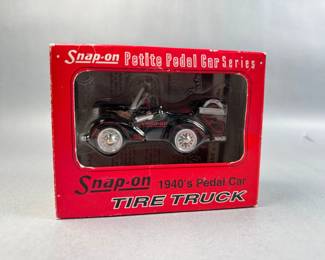 Snap-on Petite Pedal Car Series
Snap-on 1940's Pedal Car
TIRE TRUCK